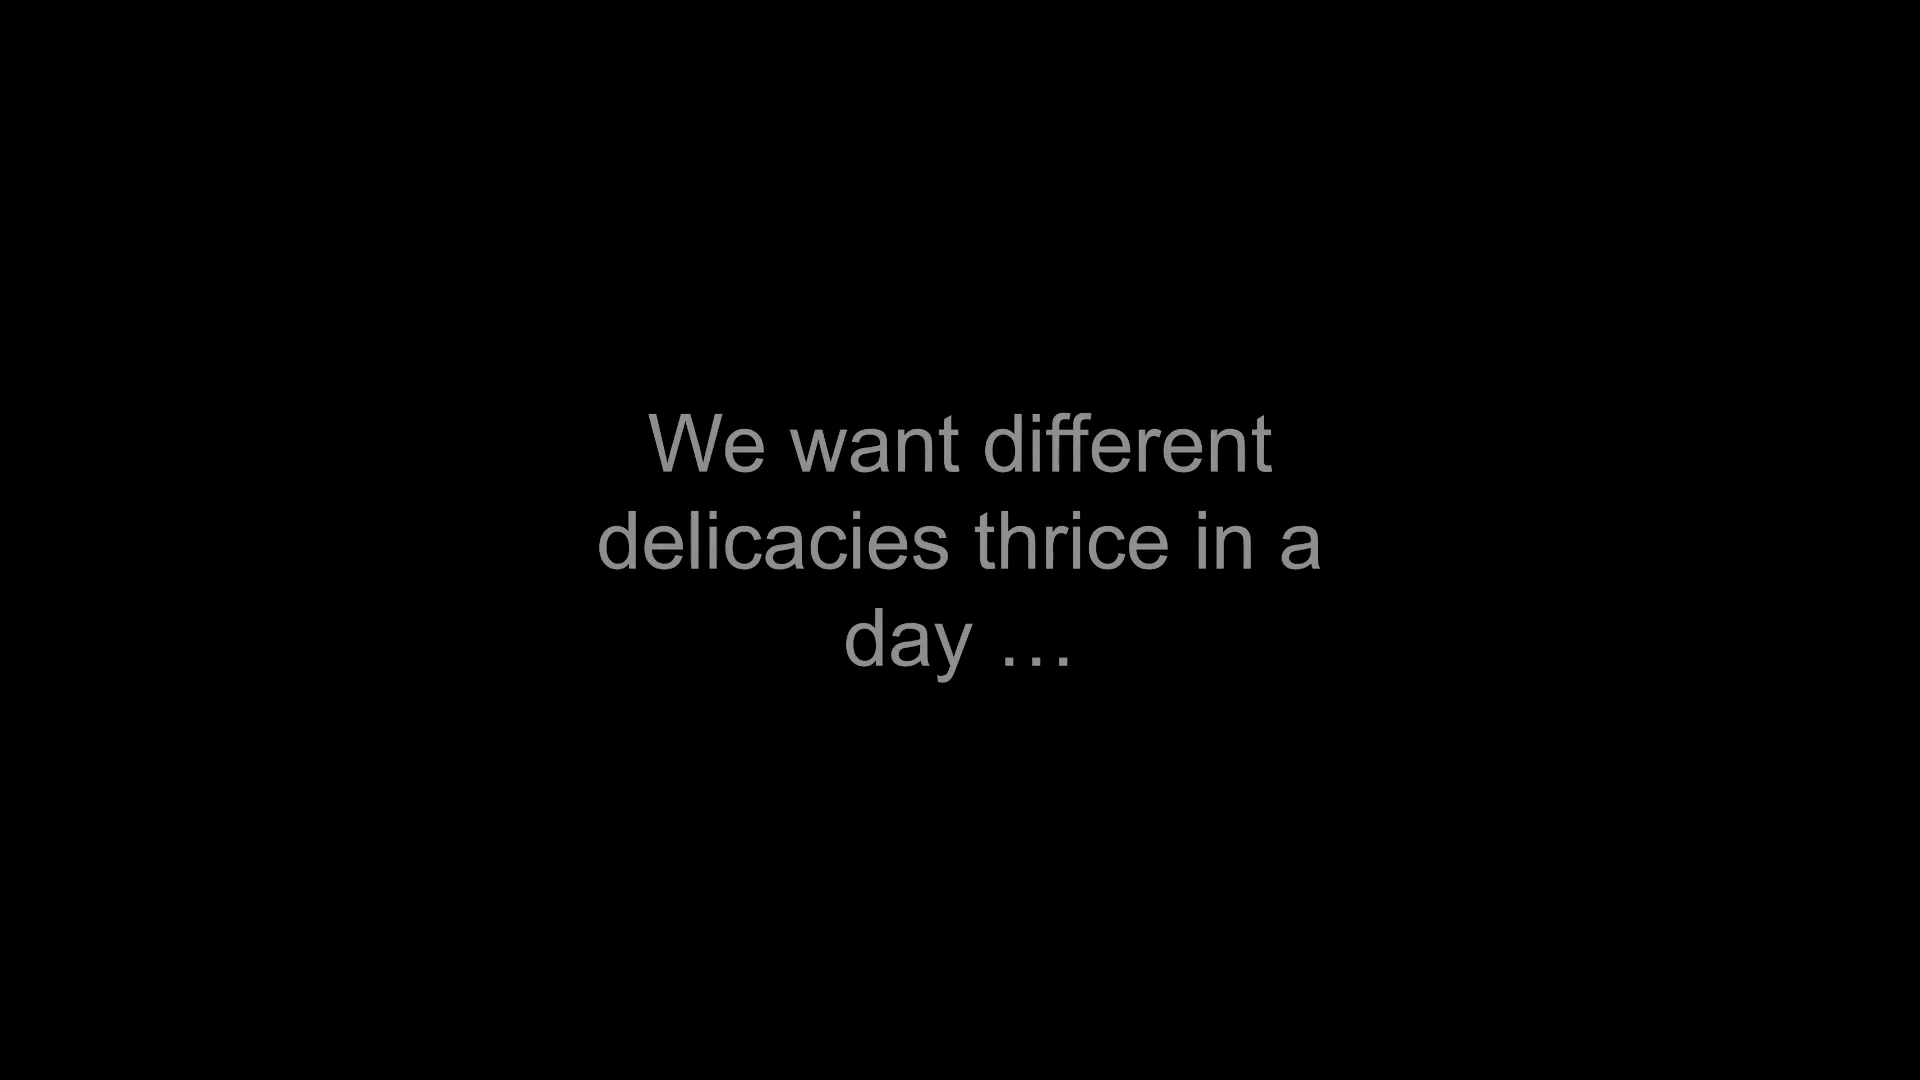 We want different
delicacies thrice in a
day …